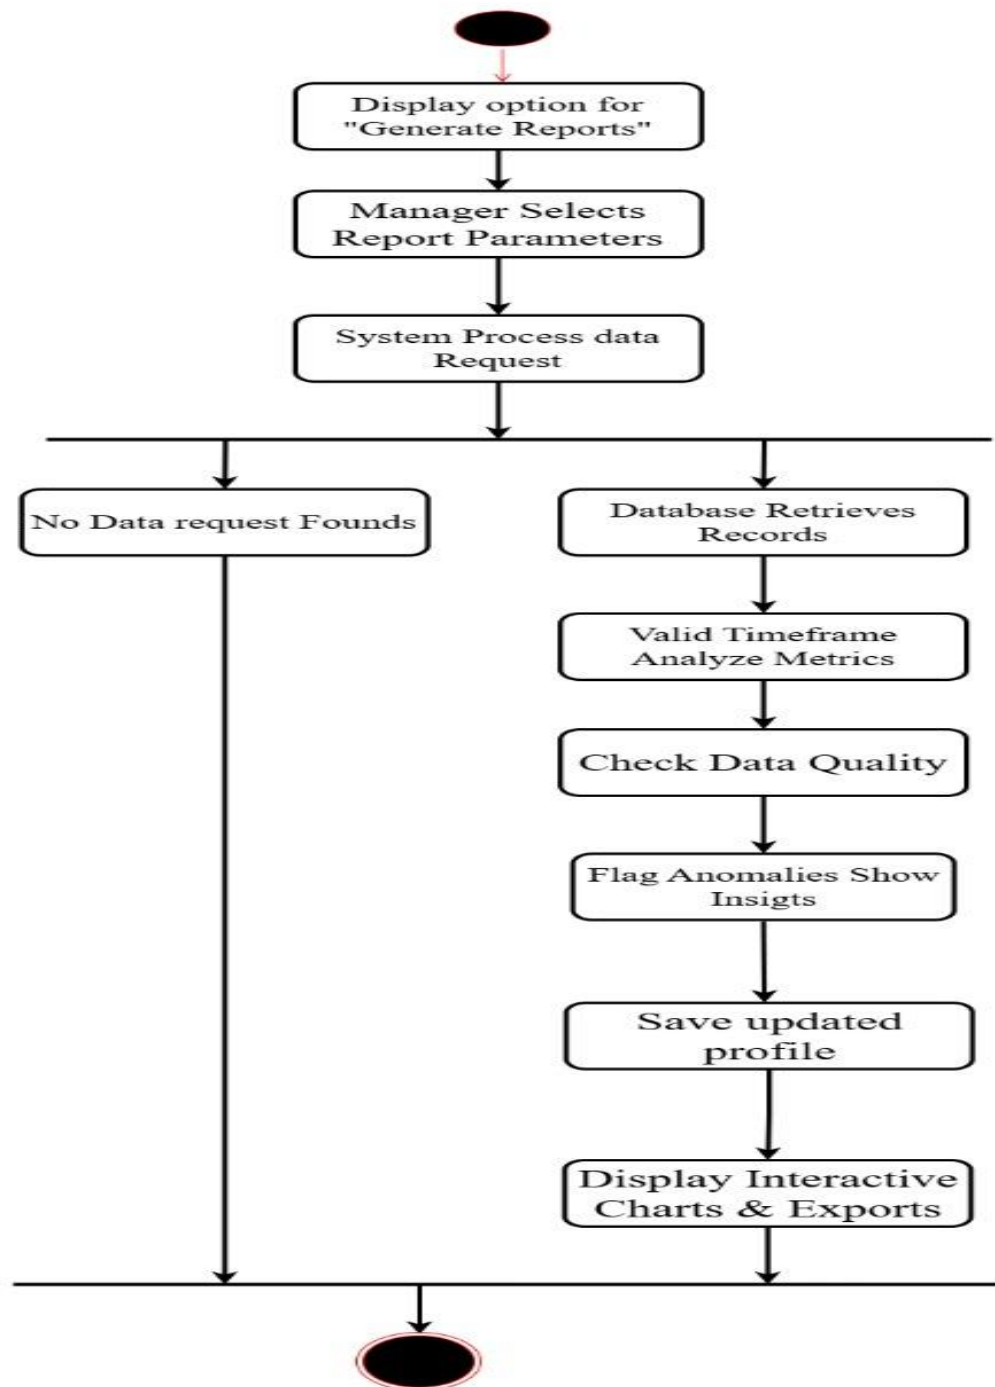 Display option for
"Generate Reports"
Manager Selects
Report Parameters
System Process data
Request
No Data request Founds
Database Retrieves
Records
Valid Timeframe
Analyze Metrics
Check Data Quality
Flag Anomalies Show
Insigts
Save updated
profile
Display Interactive
Charts & Exports